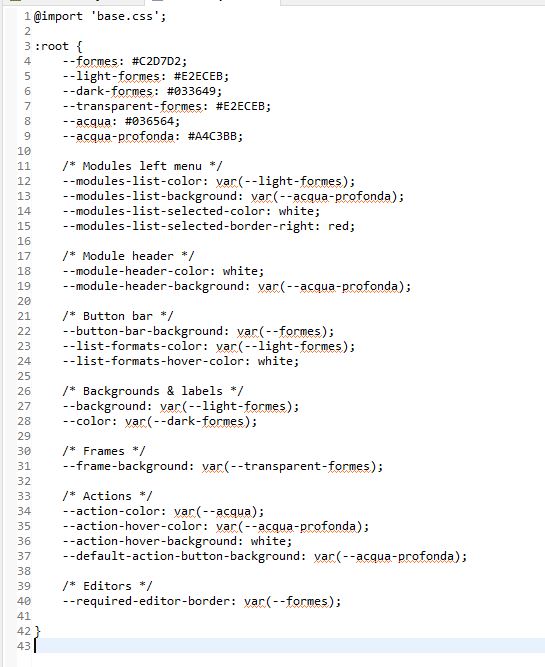 1 @import 'base.css';
2
3 :root {
4 --formes: #C2D7D2;
5 --light-formes: #E2ECEB;
6 --dark-formes: #033649;
7 --transparent-formes: #E2ECEB;
8 --acqua: #036564;
9 --acqua-profonda: #A4C3BB;
10
11 /* Modules left menu */
12 --modules-list-color: var(--light-formes);
13 --modules-list-background: var(--acqua-profonda);
14 --modules-list-selected-color: white;
15 --modules-list-selected-border-right: red;
16
17 /* Module header */
18 --module-header-color: white;
19 --module-header-background: var(--acqua-profonda);
20
21 /* Button bar */
22 --button-bar-background: var(--formes);
23 --list-formats-color: var(--light-formes);
24 --list-formats-hover-color: white;
25
26 /* Backgrounds & labels */
27 --background: var(--light-formes);
28 --color: var(--dark-formes);
29
30 /* Frames */
31 --frame-background: var(--transparent-formes);
32
33 /* Actions */
34 --action-color: var(--acqua);
35 --action-hover-color: var(--acqua-profonda);
36 --action-hover-background: white;
37 --default-action-button-background: var(--acqua-profonda);
38
39 /* Editors */
40 --required-editor-border: var(--formes);
41
42 }
43